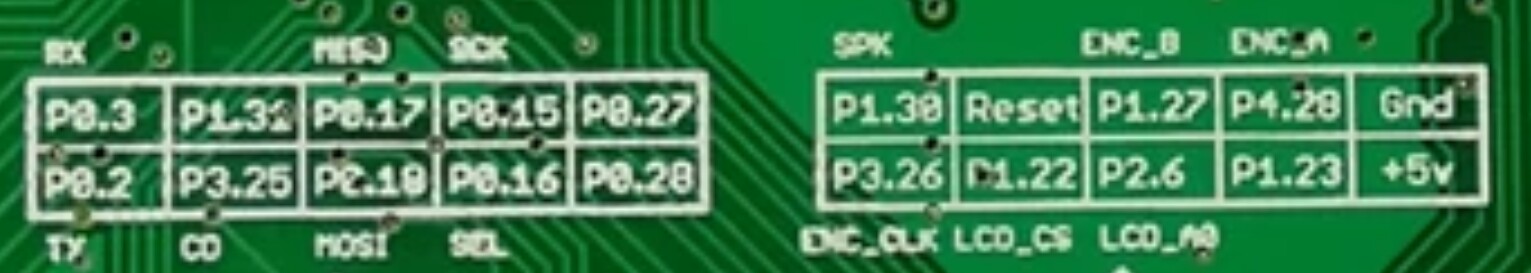 RX MISO SCK
P0.3 P1.31 P0.17 P0.15 P0.27
P0.2 P3.25 P0.18 P0.16 P0.28
TX CD MOSI SEL
SPK ENC_B ENC_A
P1.30 Reset P1.27 P4.28 Gnd
P3.26 P1.22 P2.6 P1.23 +5v
ENC_CLK LCD_CS LCD_A0